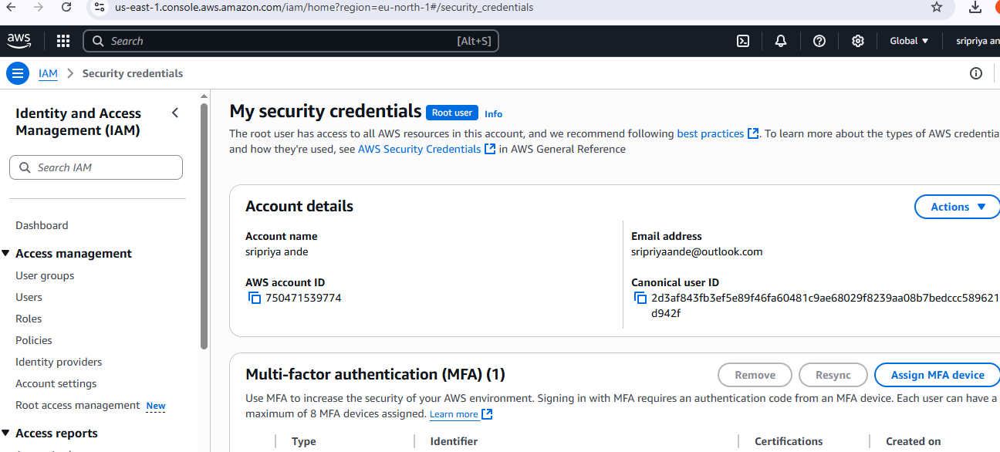 us-east-1.console.aws.amazon.com/iam/home?region=eu-north-1#/security_credentials
aws
Search [Alt+S]
Global
sripriya an
IAM > Security credentials
Identity and Access
Management (IAM)
Search IAM
Dashboard
Access management
User groups
Users
Roles
Policies
Identity providers
Account settings
Root access management New
Access reports
My security credentials Root user Info
The root user has access to all AWS resources in this account, and we recommend following best practices. To learn more about the types of AWS credentia
and how they're used, see AWS Security Credentials in AWS General Reference
Account details
Actions
Account name
sripriya ande
Email address
sripriyaande@outlook.com
AWS account ID
750471539774
Canonical user ID
2d3af843fb3ef5e89f46fa60481c9ae68029f8239aa08b7bedccc589621
d942f
Multi-factor authentication (MFA) (1)
Remove
Resync
Assign MFA device
Use MFA to increase the security of your AWS environment. Signing in with MFA requires an authentication code from an MFA device. Each user can have a
maximum of 8 MFA devices assigned. Learn more
Type
Identifier
Certifications
Created on